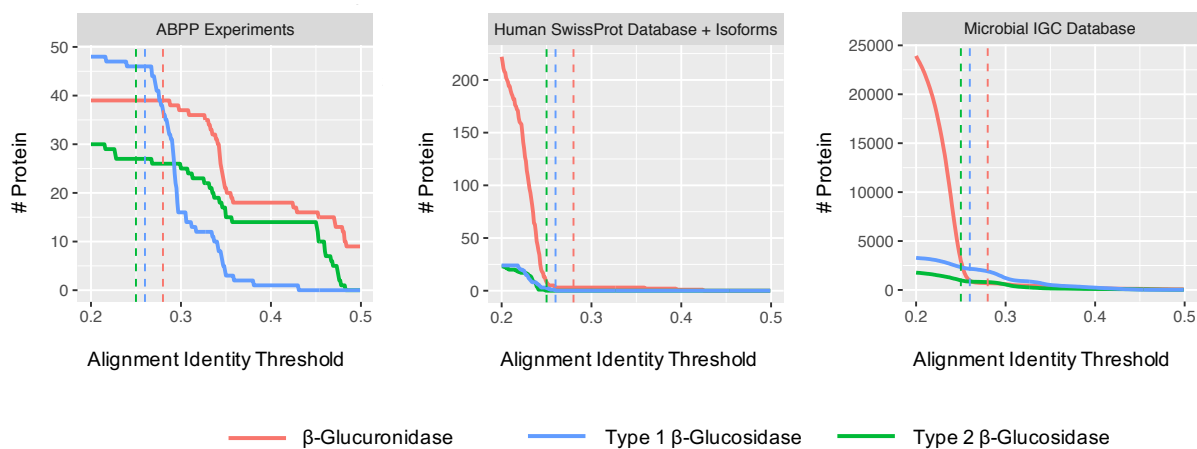 ABPP Experiments
Human SwissProt Database + Isoforms
Microbial IGC Database
# Protein
50
40
30
20
10
0
0.2
0.3
0.4
0.5
Alignment Identity Threshold
# Protein
200
150
100
50
0
0.2
0.3
0.4
0.5
Alignment Identity Threshold
# Protein
25000
20000
15000
10000
5000
0
0.2
0.3
0.4
0.5
Alignment Identity Threshold
β-Glucuronidase
Type 1 β-Glucosidase
Type 2 β-Glucosidase